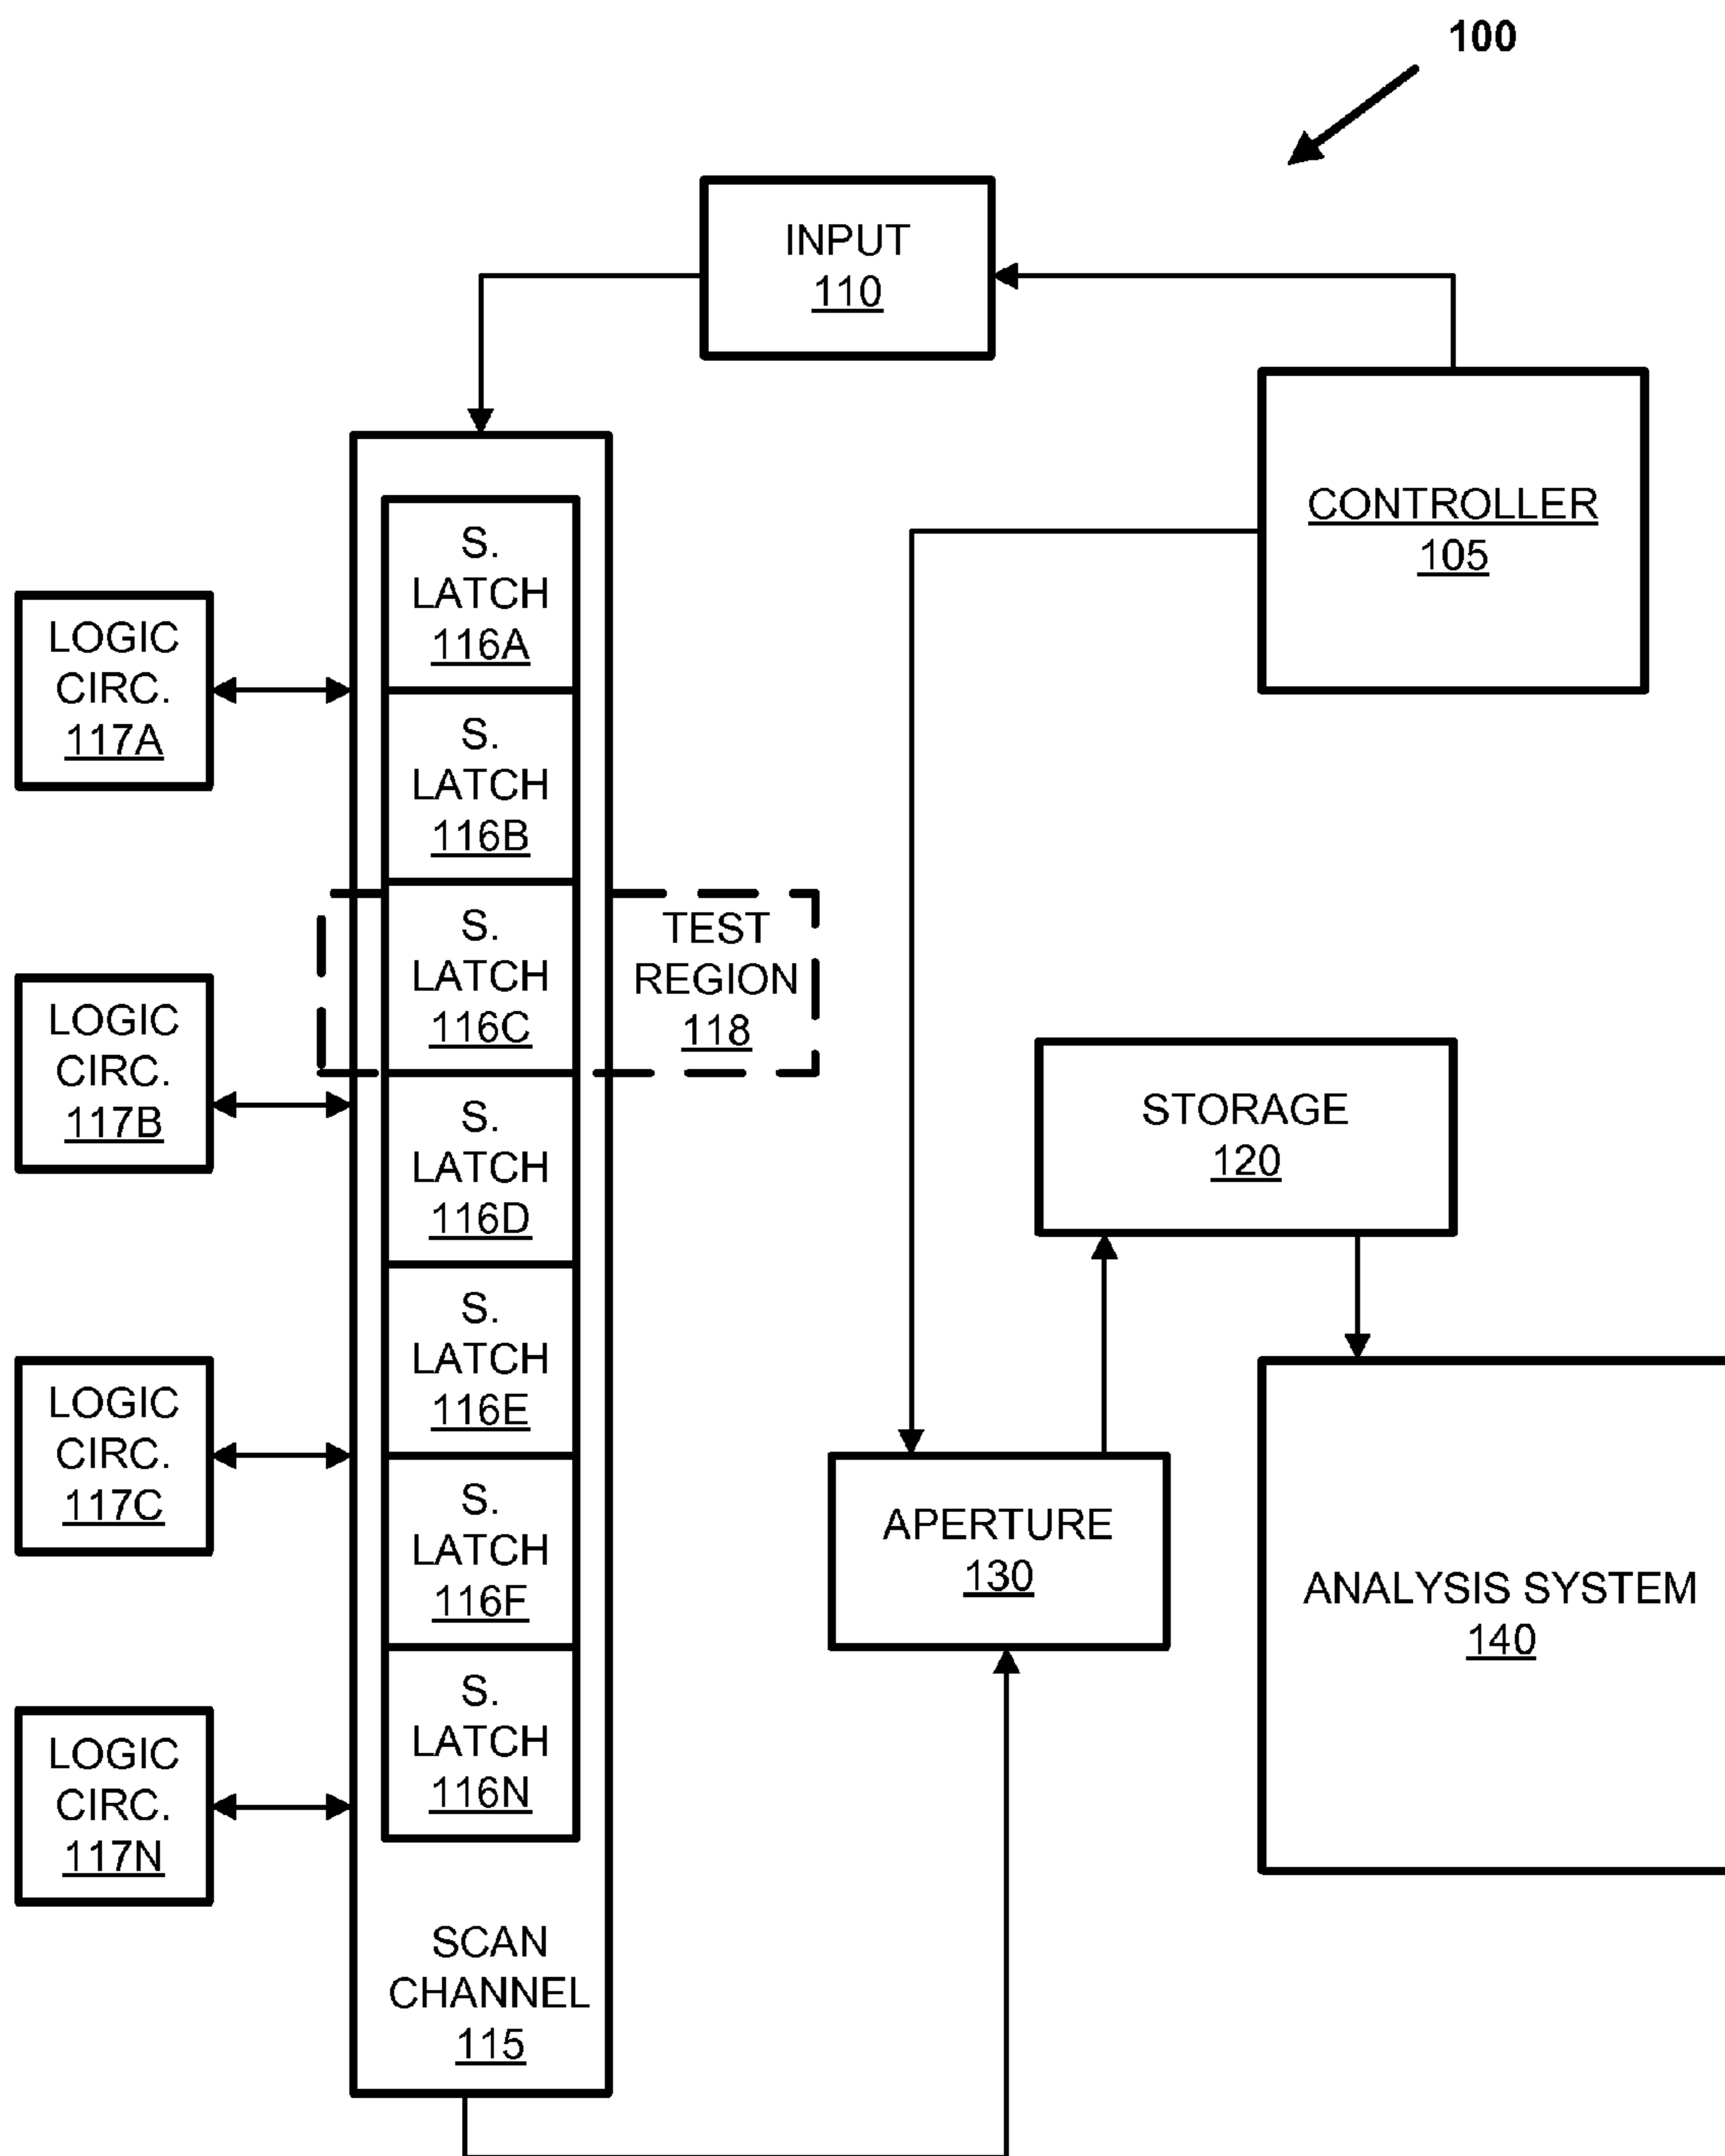 100
INPUT
110
CONTROLLER
105
S.
LATCH
116A
LOGIC
CIRC.
117A
S.
LATCH
116B
S.
LATCH
116C
TEST
REGION
118
LOGIC
CIRC.
117B
S.
LATCH
116D
STORAGE
120
S.
LATCH
116E
LOGIC
CIRC.
117C
S.
LATCH
116F
APERTURE
130
ANALYSIS SYSTEM
140
S.
LATCH
116N
LOGIC
CIRC.
117N
SCAN
CHANNEL
115